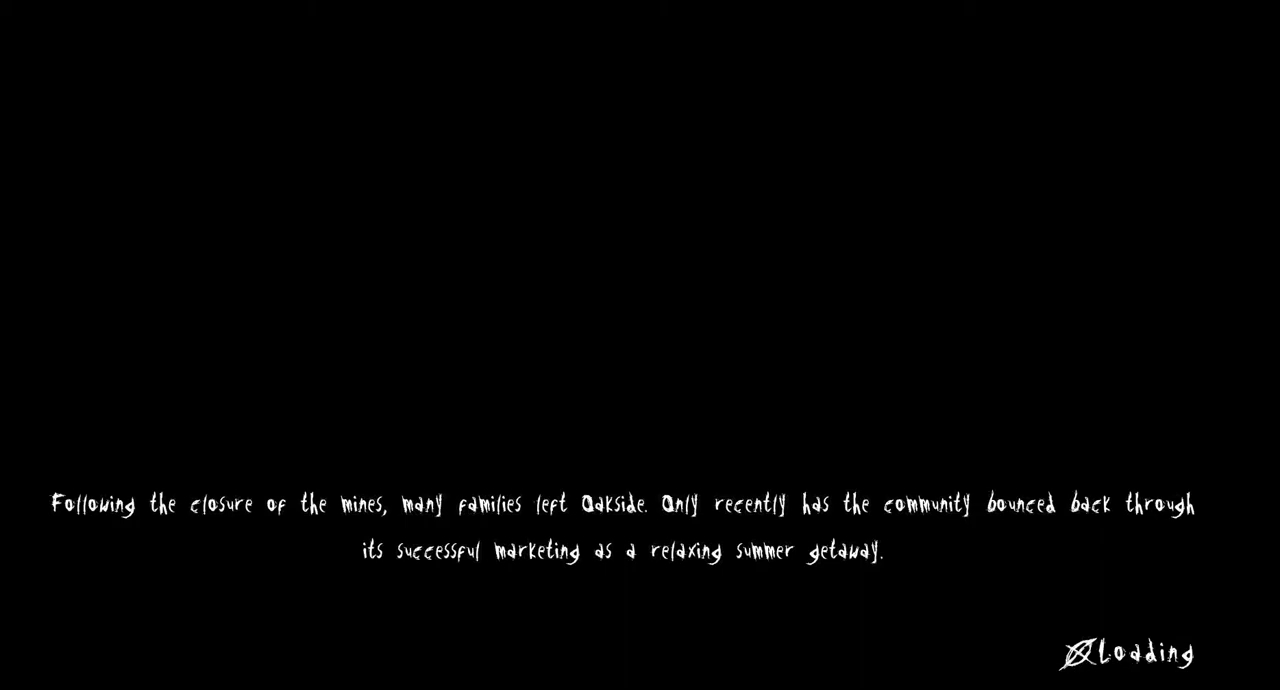 Following the closure of the mines, many families left Oakside. Only recently has the community bounced back through
its successful marketing as a relaxing summer getaway.
Loading